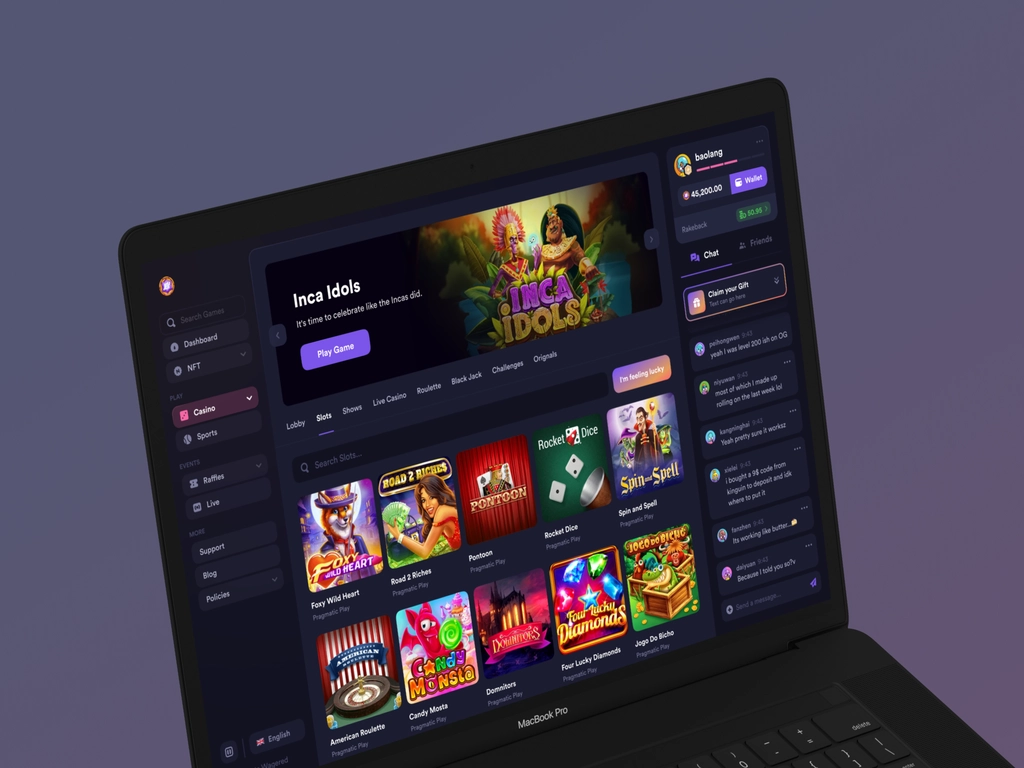 Search Games
Dashboard
NFT
PLAY
Casino
Sports
EVENTS
Raffles
Live
MORE
Support
Blog
Policies
English
Wagered
Inca Idols
It's time to celebrate like the Incas did.
Play Game
INCA
IDOLS
Lobby
Slots
Shows
Live Casino
Roulette
Black Jack
Challenges
Orignals
Search Slots...
I'm feeling lucky
FOXY
WILD HEART
Foxy Wild Heart
Pragmatic Play
ROAD 2 RICHES
Road 2 Riches
Pragmatic Play
PONTOON
Pontoon
Pragmatic Play
Rocket Dice
Rocket Dice
Pragmatic Play
Spin and Spell
Spin and Spell
Pragmatic Play
AMERICAN
ROULETTE
American Roulette
Pragmatic Play
CANDY
MONSTA
Candy Mosta
Pragmatic Play
DOMNITORS
Domnitors
Pragmatic Play
Four Lucky
Diamonds
Four Lucky Diamonds
Pragmatic Play
JOGO DO BICHO
Jogo Do Bicho
Pragmatic Play
baolang
45,200.00
Wallet
Rakeback
50.95
Chat
Friends
Claim your Gift
Text can go here
peihongwen 9:43
yeah I was level 200 ish on OG
niyuwan 9:43
most of which I made up
rolling on the last week lol
kangminghai 9:43
Yeah pretty sure it worksz
xielei 9:43
i bought a 9$ code from
kinguin to deposit and idk
where to put it
fanzhen 9:43
Its working like butter...
daiyuan 9:43
Because I told you so?v
Send a message...
MacBook Pro
delete